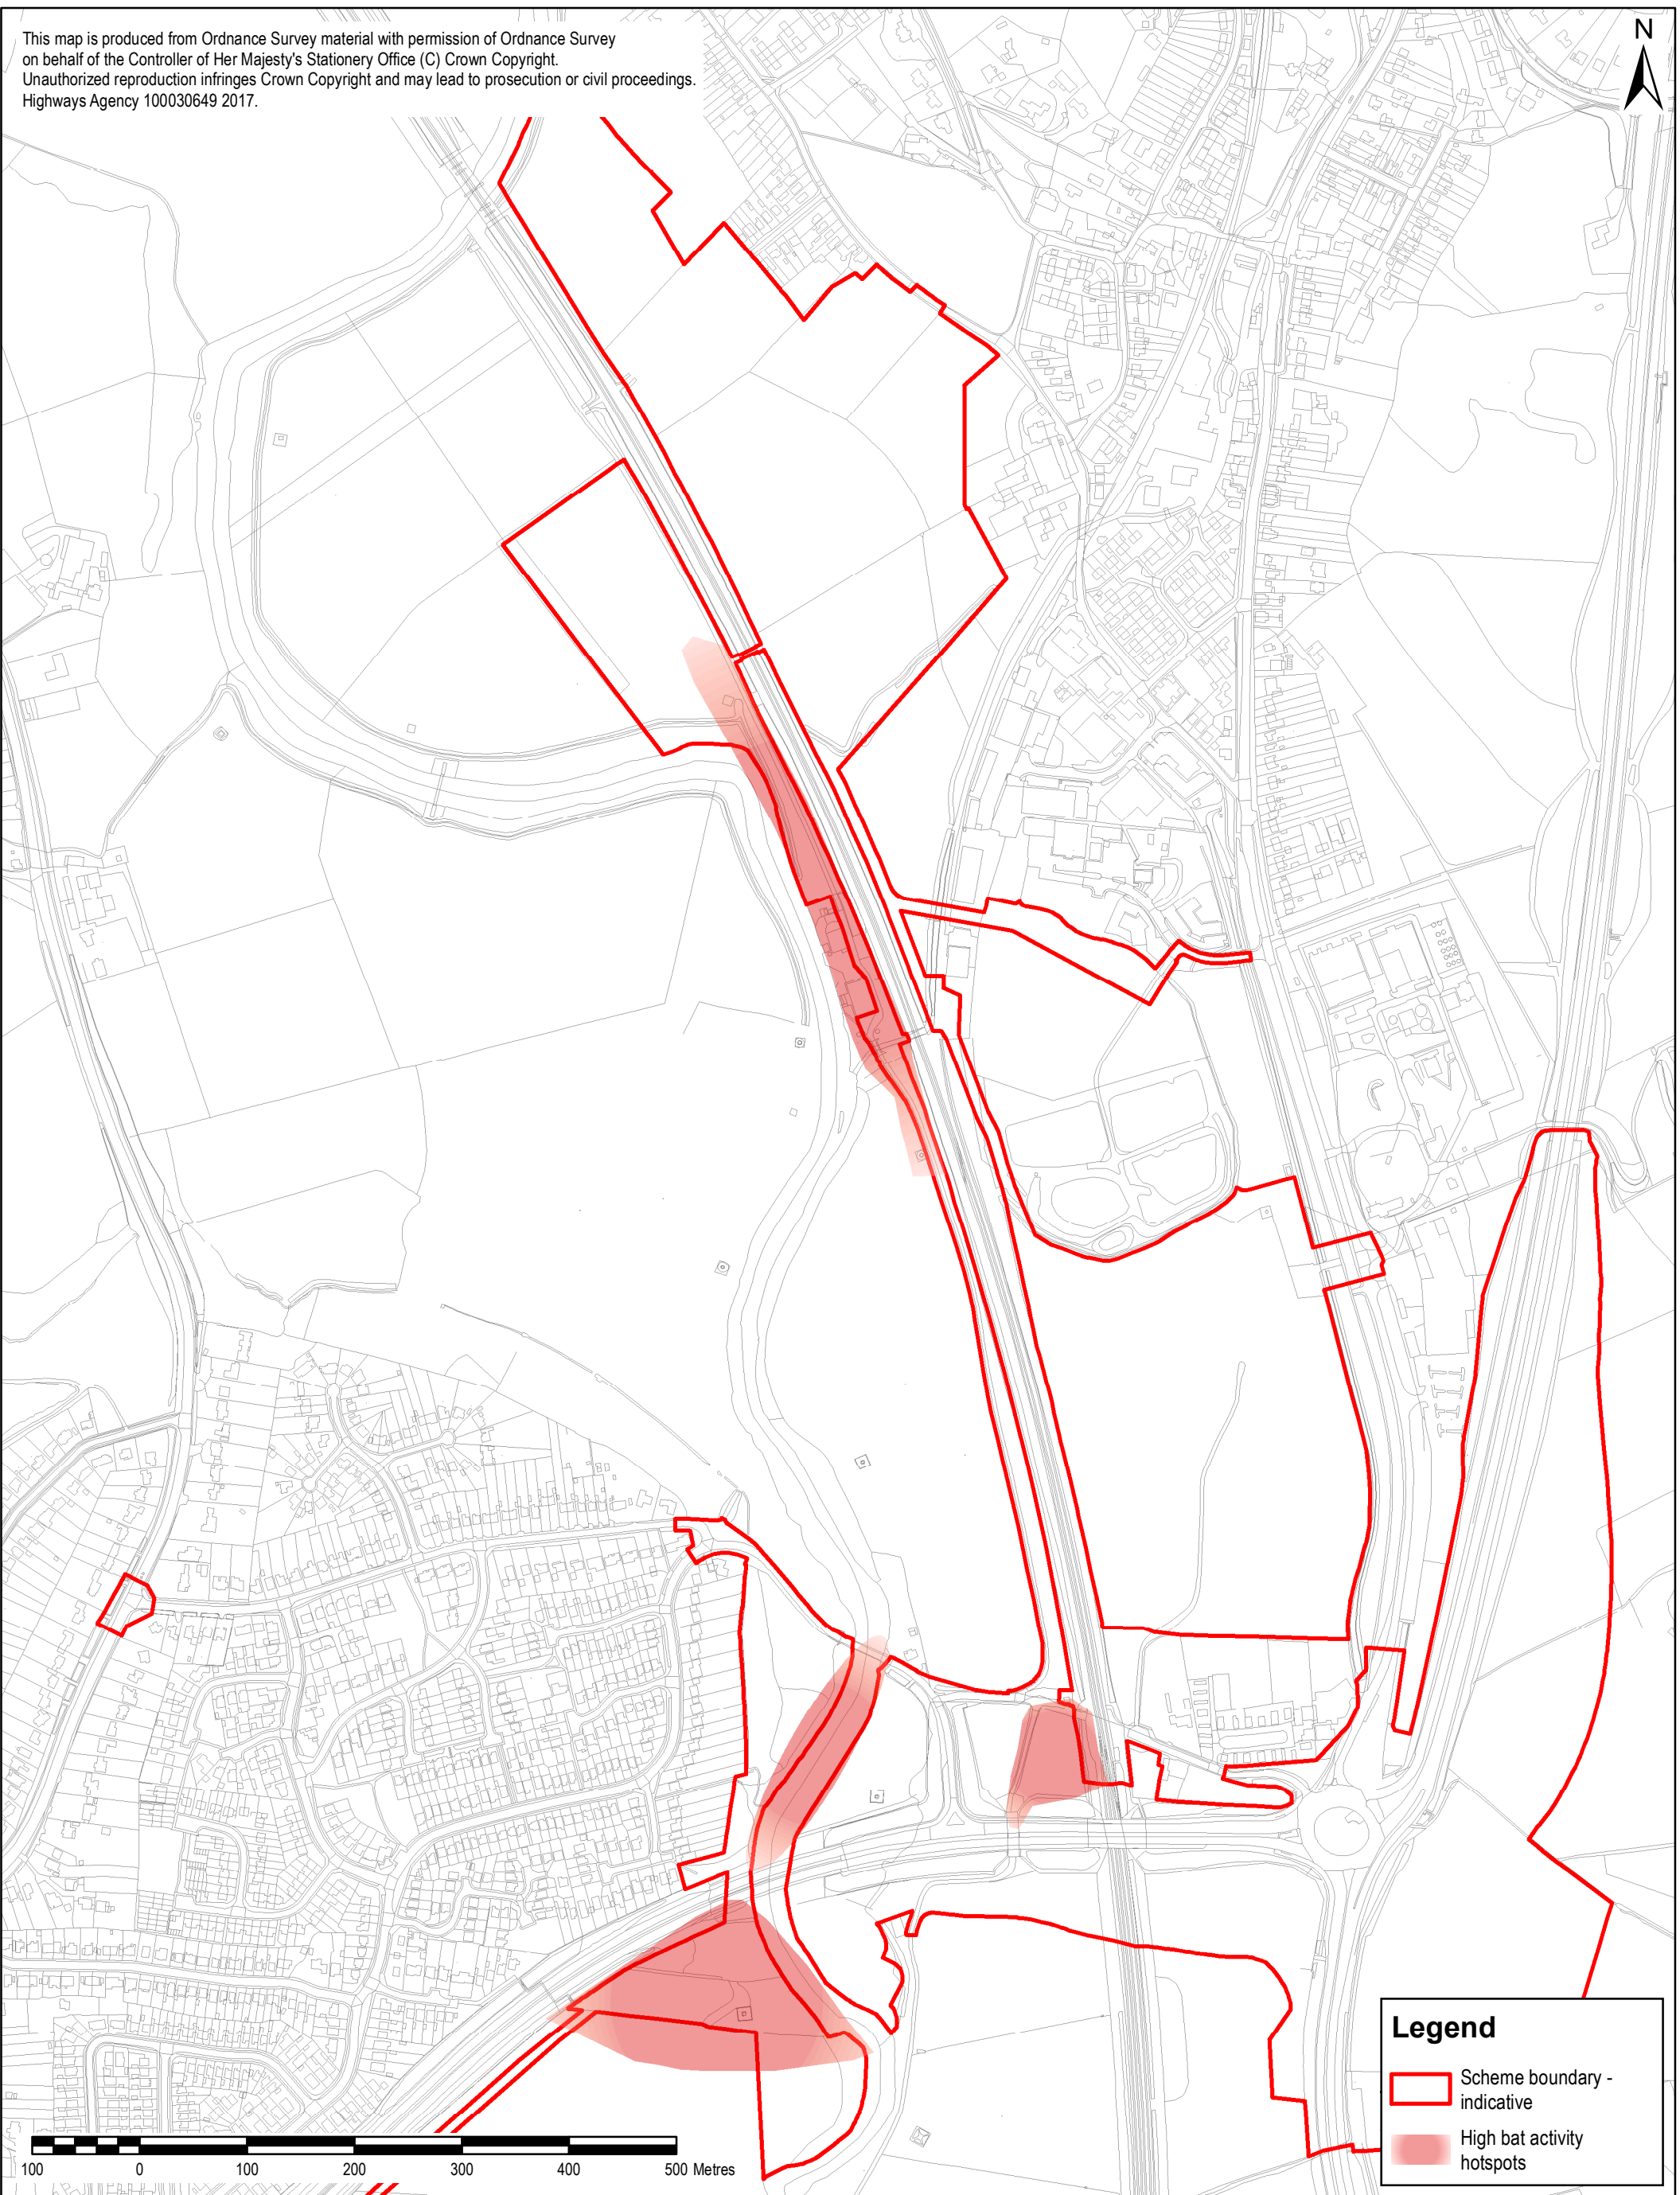 This map is produced from Ordnance Survey material with permission of Ordnance Survey
on behalf of the Controller of Her Majesty's Stationery Office (C) Crown Copyright.
Unauthorized reproduction infringes Crown Copyright and may lead to prosecution or civil proceedings.
Highways Agency 100030649 2017.
N
Legend
Scheme boundary -
indicative
High bat activity
hotspots
100 0 100 200 300 400 500 Metres